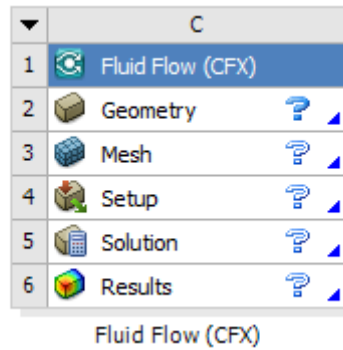 C
1 Fluid Flow (CFX)
2 Geometry ?
3 Mesh ?
4 Setup ?
5 Solution ?
6 Results ?
Fluid Flow (CFX)